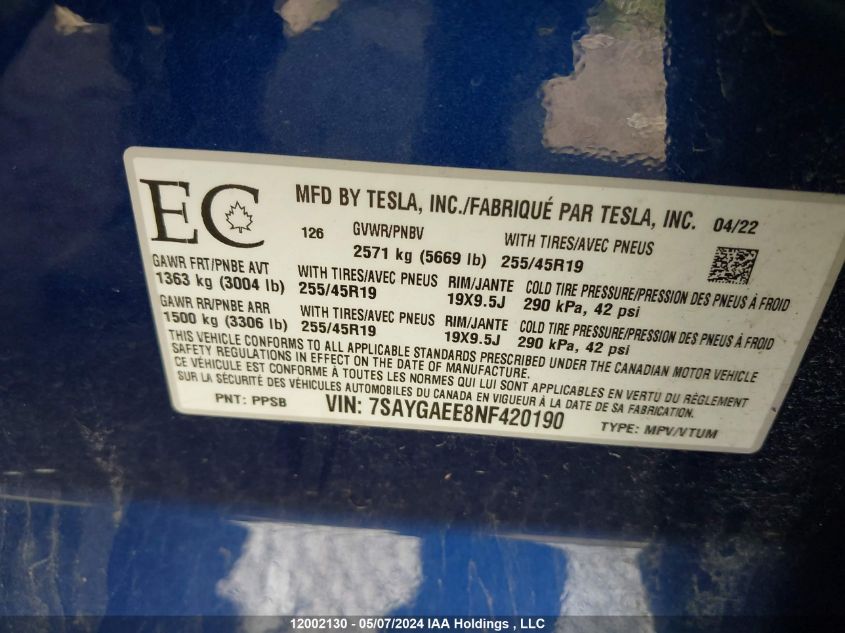 EC
MFD BY TESLA, INC./FABRIQUÉ PAR TESLA, INC. 04/22
126 GVWR/PNBV 2571 kg (5669 lb) WITH TIRES/AVEC PNEUS 255/45R19
GAWR FRT/PNBE AVT WITH TIRES/AVEC PNEUS RIM/JANTE COLD TIRE PRESSURE/PRESSION DES PNEUS À FROID
1363 kg (3004 lb) 255/45R19 19X9.5J 290 kPa, 42 psi
GAWR RR/PNBE ARR WITH TIRES/AVEC PNEUS RIM/JANTE COLD TIRE PRESSURE/PRESSION DES PNEUS À FROID
1500 kg (3306 lb) 255/45R19 19X9.5J 290 kPa, 42 psi
THIS VEHICLE CONFORMS TO ALL APPLICABLE STANDARDS PRESCRIBED UNDER THE CANADIAN MOTOR VEHICLE
SAFETY REGULATIONS IN EFFECT ON THE DATE OF MANUFACTURE.
CE VÉHICULE EST CONFORME À TOUTES LES NORMES QUI LUI SONT APPLICABLES EN VERTU DU RÈGLEMENT
SUR LA SÉCURITÉ DES VÉHICULES AUTOMOBILES DU CANADA EN VIGUEUR À LA DATE DE SA FABRICATION.
PNT: PPSB VIN: 7SAYGAEE8NF420190 TYPE: MPV/VTUM
12002130 - 05/07/2024 IAA Holdings , LLC